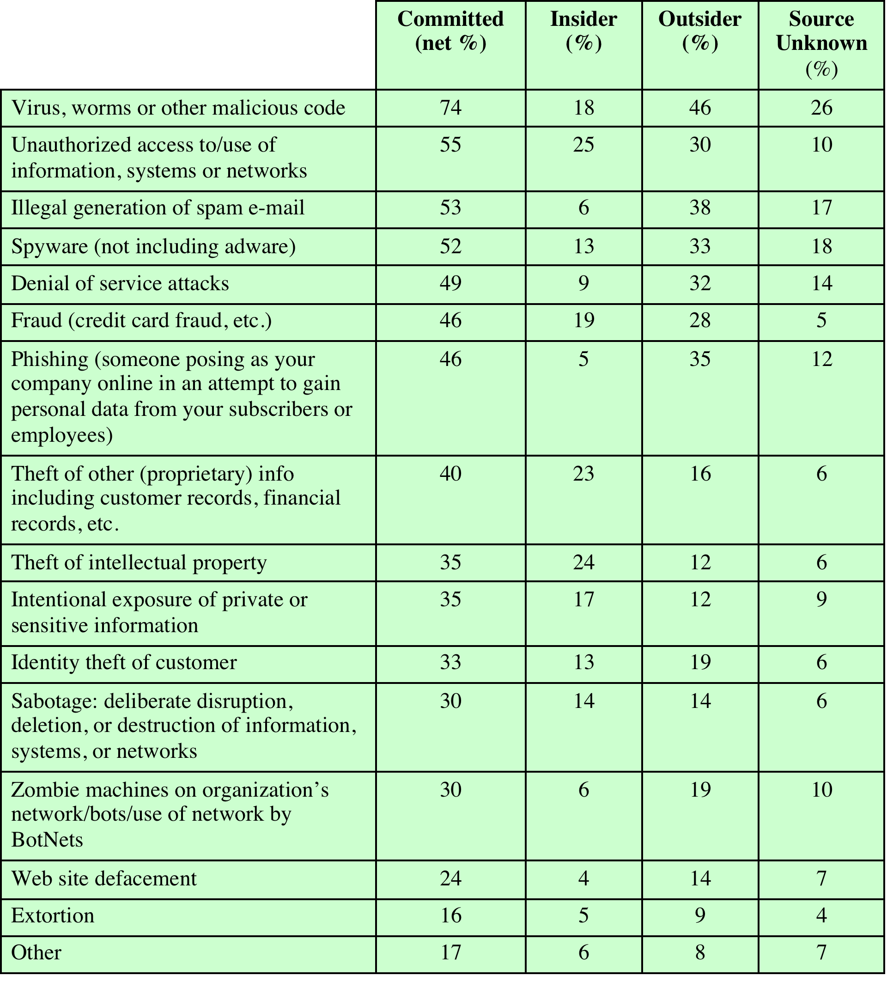 Committed Insider Outsider Source
(net %) (%) (%) Unknown
(%)
Virus, worms or other malicious code 74 18 46 26
Unauthorized access to/use of 55 25 30 10
information, systems or networks
Illegal generation of spam e-mail 53 6 38 17
Spyware (not including adware) 52 13 33 18
Denial of service attacks 49 9 32 14
Fraud (credit card fraud, etc.) 46 19 28 5
Phishing (someone posing as your 46 5 35 12
company online in an attempt to gain
personal data from your subscribers or
employees)
Theft of other (proprietary) info 40 23 16 6
including customer records, financial
records, etc.
Theft of intellectual property 35 24 12 6
Intentional exposure of private or 35 17 12 9
sensitive information
Identity theft of customer 33 13 19 6
Sabotage: deliberate disruption, 30 14 14 6
deletion, or destruction of information,
systems, or networks
Zombie machines on organization’s 30 6 19 10
network/bots/use of network by
BotNets
Web site defacement 24 4 14 7
Extortion 16 5 9 4
Other 17 6 8 7